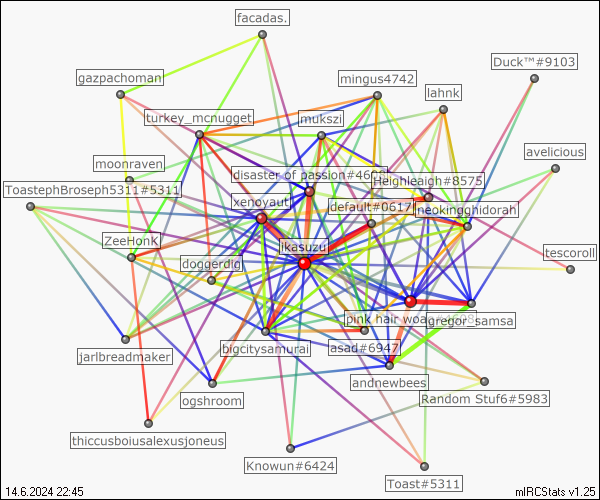 facadas.
Duck™#9103
gazpachoman
mingus4742
lahnk
turkey_mcnugget
mukszi
avelicious
moonraven
disaster of passion#4
Heighleaigh#8575
ToastephBroseph5311#5311
xenoyaut
default#0617
neokingghidorah
ZeeHonk
ikasuzu
doggerdig
tescoroll
pink hair woa
gregor_samsa
jarlbreadmaker
bigcitysamurai
asad#6947
andnewbees
ogshroom
Random Stuf6#5983
thiccusboiusalexusjoneus
Knowun#6424
Toast#5311
14.6.2024 22:45
mIRCStats v1.25